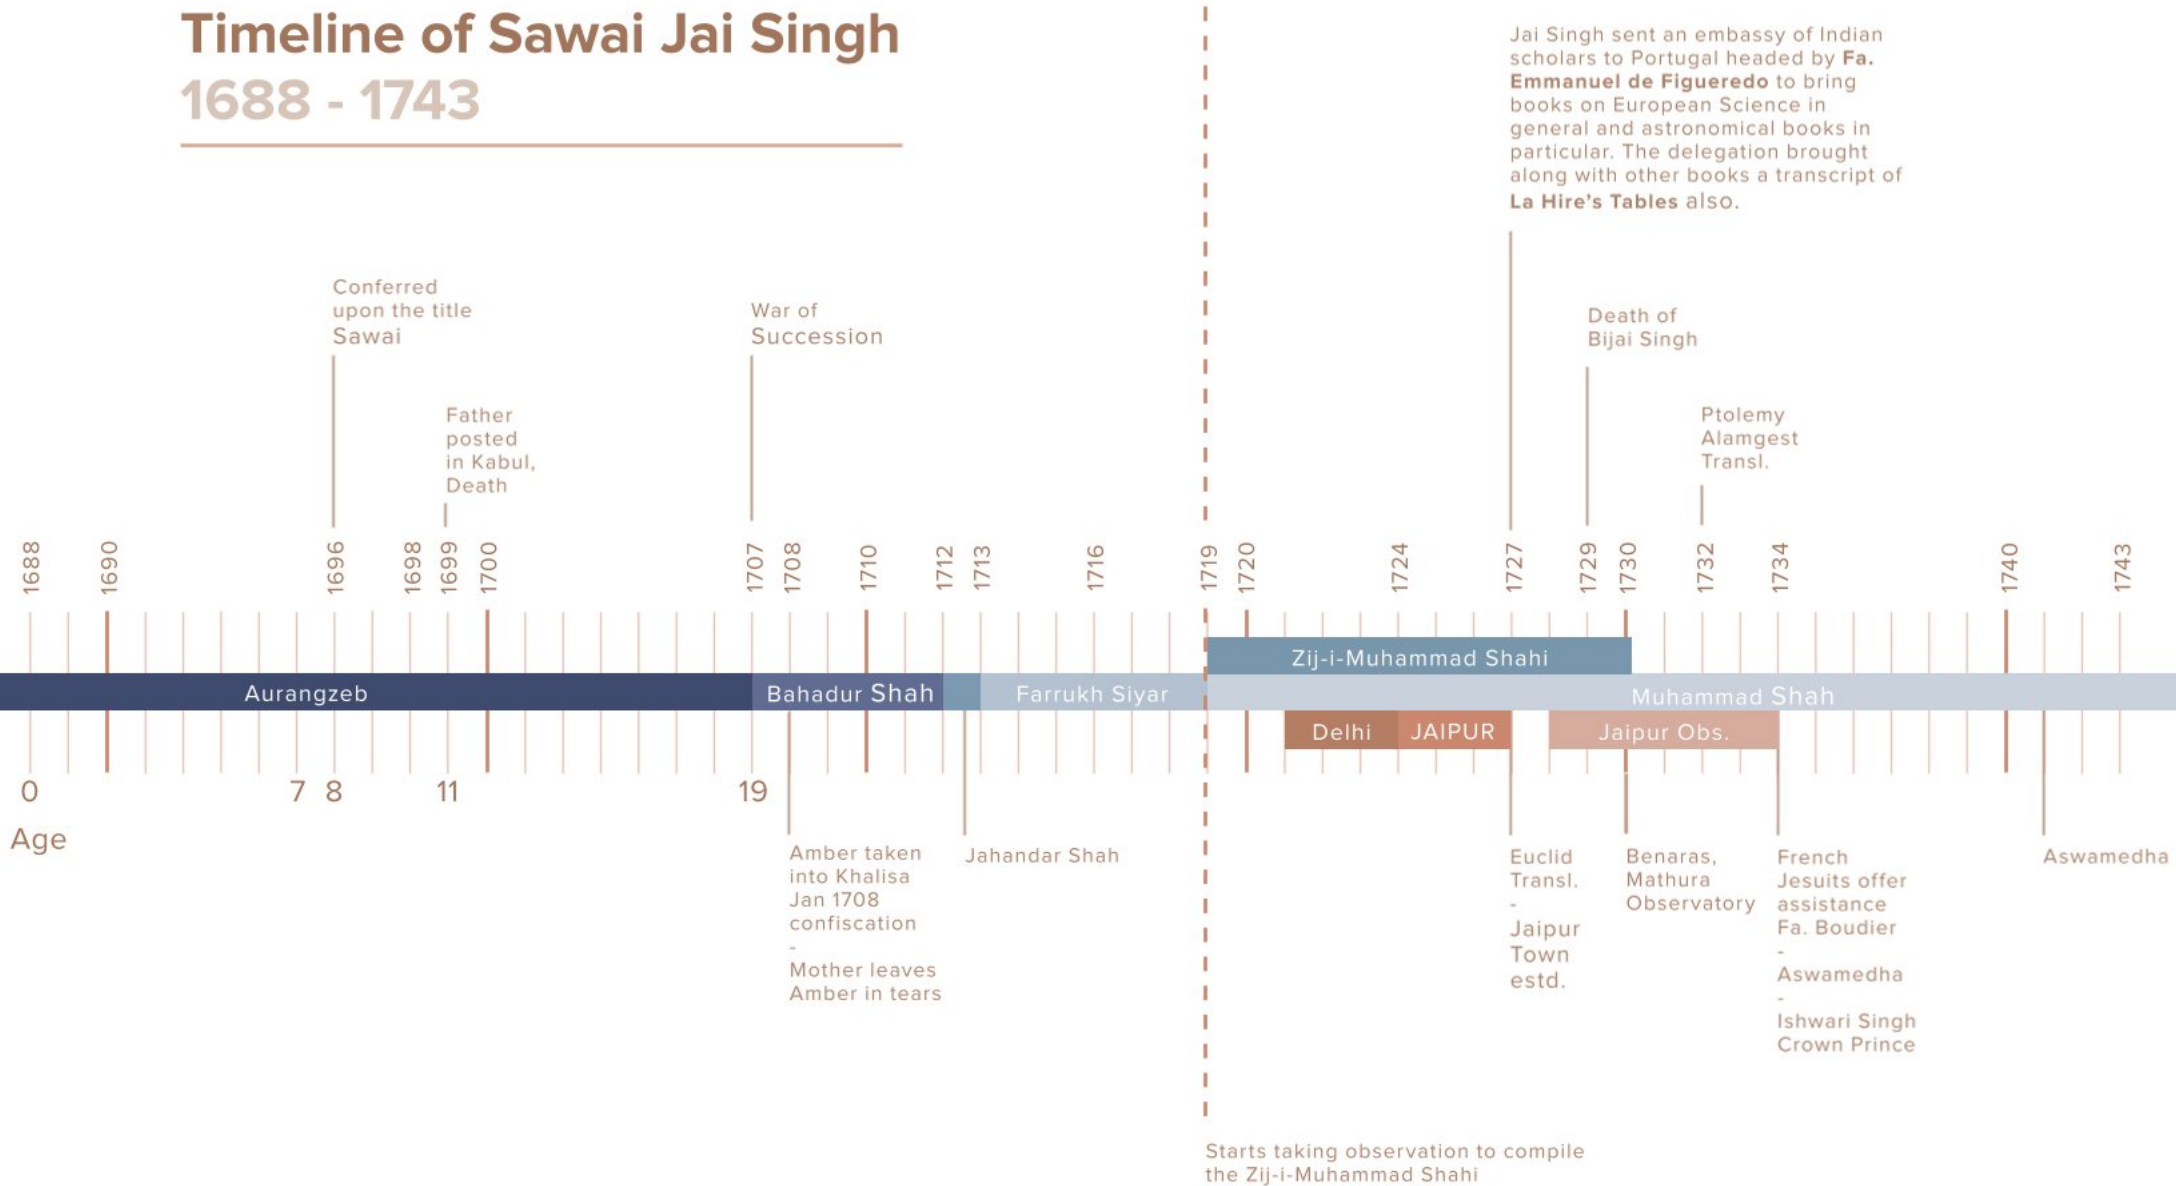 Timeline of Sawai Jai Singh
1688 - 1743
Jai Singh sent an embassy of Indian
scholars to Portugal headed by Fa.
Emmanuel de Figueredo to bring
books on European Science in
general and astronomical books in
particular. The delegation brought
along with other books a transcript of
La Hire's Tables also.
Conferred
upon the title
Sawai
Father
posted
in Kabul,
Death
War of
Succession
Death of
Bijai Singh
Ptolemy
Alamgest
Transl.
1688
1690
1696
1698
1699
1700
1707
1708
1710
1712
1713
1716
1719
1720
1724
1727
1729
1730
1732
1734
1740
1743
Zij-i-Muhammad Shahi
Aurangzeb
Bahadur Shah
Farrukh Siyar
Muhammad Shah
Delhi
JAIPUR
Jaipur Obs.
0
7
8
11
19
Age
Amber taken
into Khalisa
Jan 1708
confiscation
-
Mother leaves
Amber in tears
Jahandar Shah
Euclid
Transl.
-
Jaipur
Town
estd.
Benaras,
Mathura
Observatory
French
Jesuits offer
assistance
Fa. Boudier
-
Aswamedha
-
Ishwari Singh
Crown Prince
Aswamedha
Starts taking observation to compile
the Zij-i-Muhammad Shahi